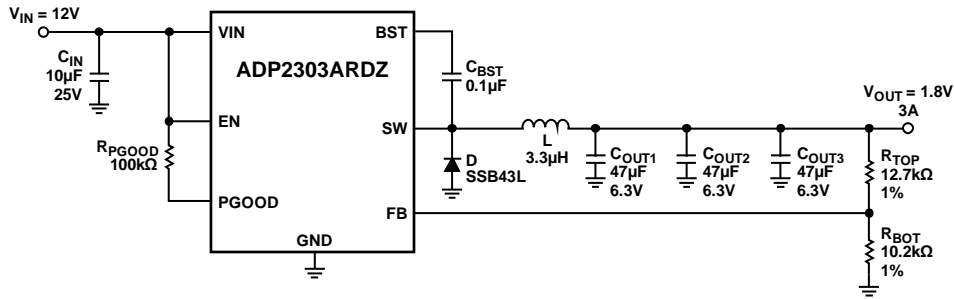 V_IN = 12V
C_IN
10µF
25V
VIN
BST
ADP2303ARDZ
C_BST
0.1µF
EN
SW
R_PGOOD
100kΩ
PGOOD
GND
FB
D
SSB43L
L
3.3µH
C_OUT1
47µF
6.3V
C_OUT2
47µF
6.3V
C_OUT3
47µF
6.3V
V_OUT = 1.8V
3A
R_TOP
12.7kΩ
1%
R_BOT
10.2kΩ
1%